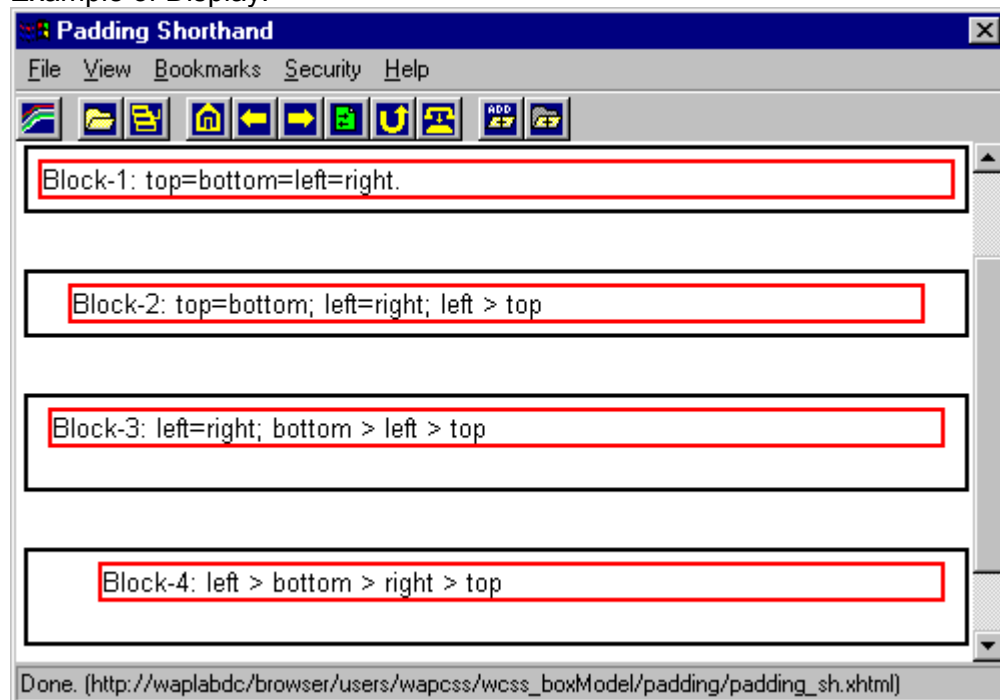 Example of Display:
Padding Shorthand
File View Bookmarks Security Help
ADD
Block-1: top=bottom=left=right.
Block-2: top=bottom; left=right; left > top
Block-3: left=right; bottom > left > top
Block-4: left > bottom > right > top
Done. (http://waplabdc/browser/users/wapcss/wcss_boxModel/padding/padding_sh.xhtml)